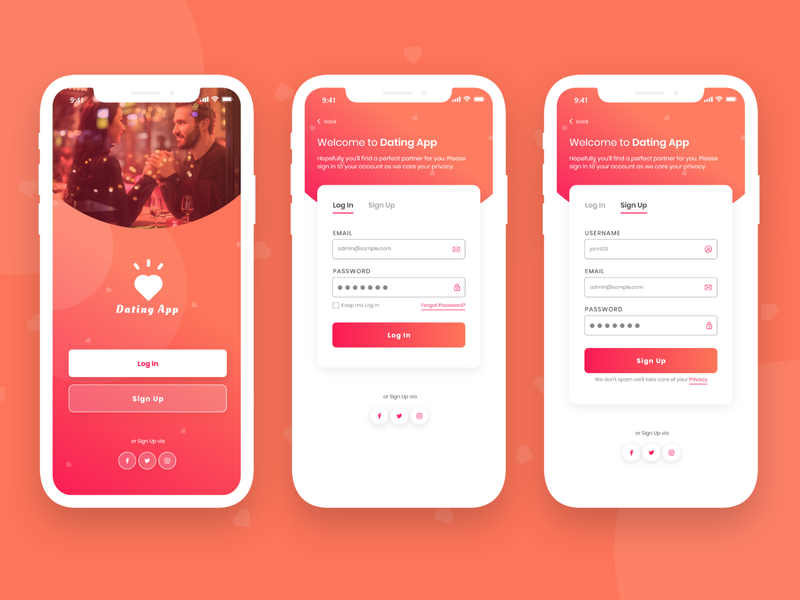 9:41
Dating App
Log In
Sign Up
or Sign Up via
9:41
back
Welcome to Dating App
Hopefully you'll find a perfect partner for you. Please
sign in to your account as we care your privacy.
Log In
Sign Up
EMAIL
admin@sample.com
PASSWORD
Keep me Log In
Forgot Password?
Log In
or Sign Up via
9:41
back
Welcome to Dating App
Hopefully you'll find a perfect partner for you. Please
sign in to your account as we care your privacy.
Log In
Sign Up
USERNAME
john123
EMAIL
admin@sample.com
PASSWORD
Sign Up
We don't spam we'll take care of your Privacy
or Sign Up via